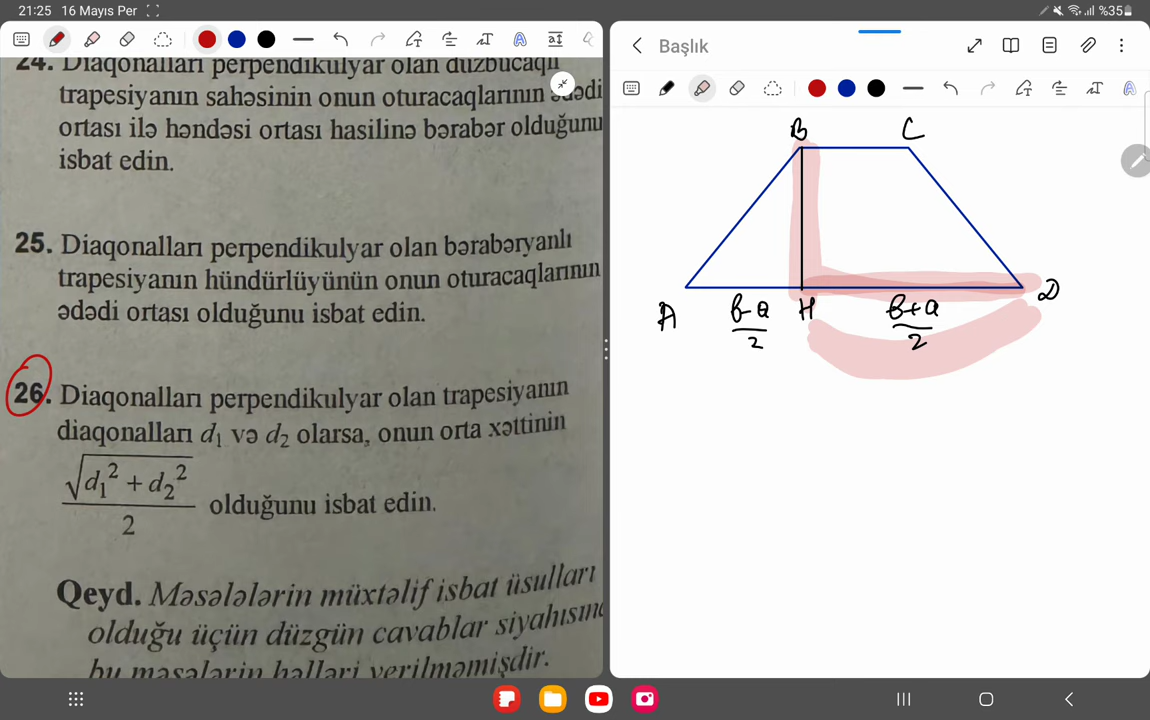 21:25 16 Mayıs Per
%35
24. Diaqonalları perpendikulyar olan düzbucaqlı
trapesiyanın sahəsinin onun oturacaqlarının ədədi
ortası ilə həndəsi ortası hasilinə bərabər olduğunu
isbat edin.
25. Diaqonalları perpendikulyar olan bərabəryanlı
trapesiyanın hündürlüyünün onun oturacaqlarının
ədədi ortası olduğunu isbat edin.
26. Diaqonalları perpendikulyar olan trapesiyanın
diaqonalları d₁ və d₂ olarsa, onun orta xəttinin
√(d₁² + d₂²)
2
olduğunu isbat edin.
Qeyd. Məsələlərin müxtəlif isbat üsulları
olduğu üçün düzgün cavablar siyahısında
bu məsələrin həlləri verilməmişdir.
Başlık
B C
A H D
b-a
2
b+a
2